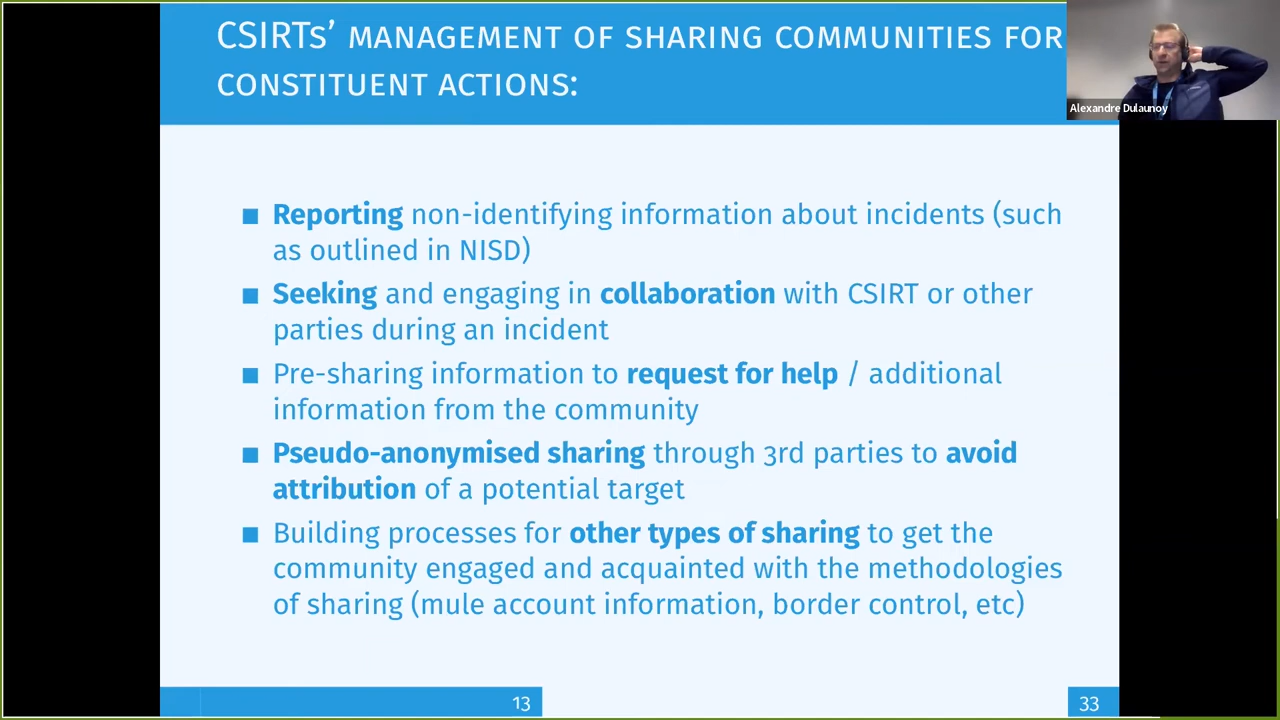 CSIRTs' MANAGEMENT OF SHARING COMMUNITIES FOR
CONSTITUENT ACTIONS:
Alexandre Dulaunoy
■ Reporting non-identifying information about incidents (such
as outlined in NISD)
■ Seeking and engaging in collaboration with CSIRT or other
parties during an incident
■ Pre-sharing information to request for help / additional
information from the community
■ Pseudo-anonymised sharing through 3rd parties to avoid
attribution of a potential target
■ Building processes for other types of sharing to get the
community engaged and acquainted with the methodologies
of sharing (mule account information, border control, etc)
13
33